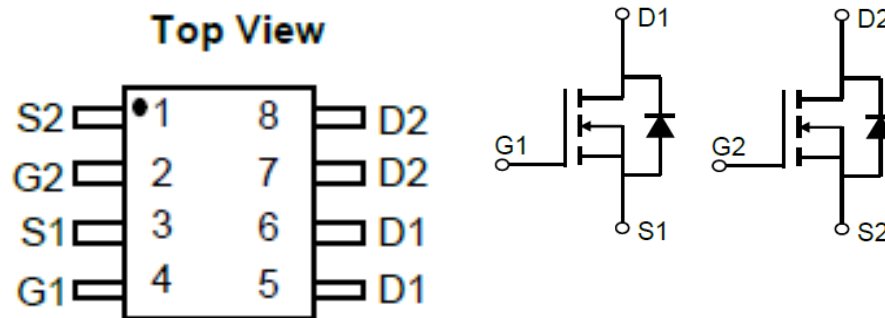 Top View
S2 1 8 D2
G2 2 7 D2
S1 3 6 D1
G1 4 5 D1
D1
G1
S1
D2
G2
S2